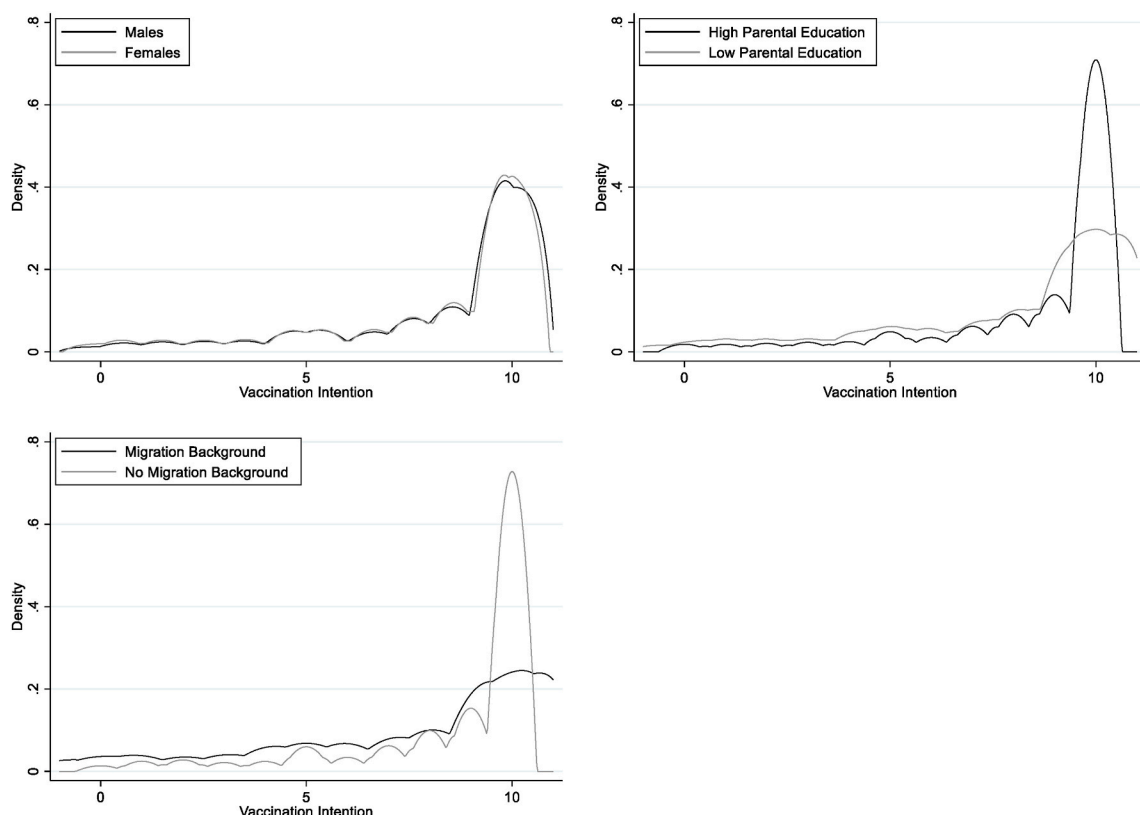 Males
Females
.8
.6
.4
.2
0
Density
0 5 10
Vaccination Intention
High Parental Education
Low Parental Education
.8
.6
.4
.2
0
Density
0 5 10
Vaccination Intention
Migration Background
No Migration Background
.8
.6
.4
.2
0
Density
0 5 10
Vaccination Intention